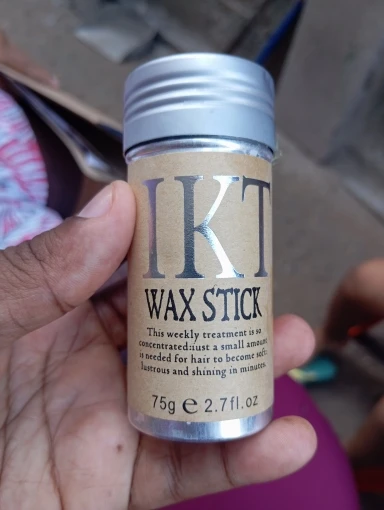 IKT
WAX STICK
This weekly treatment is so
concentrated:iust a small amount
is needed for hair to become soft,
lustrous and shining in minutes.
75g e 2.7fl.oz